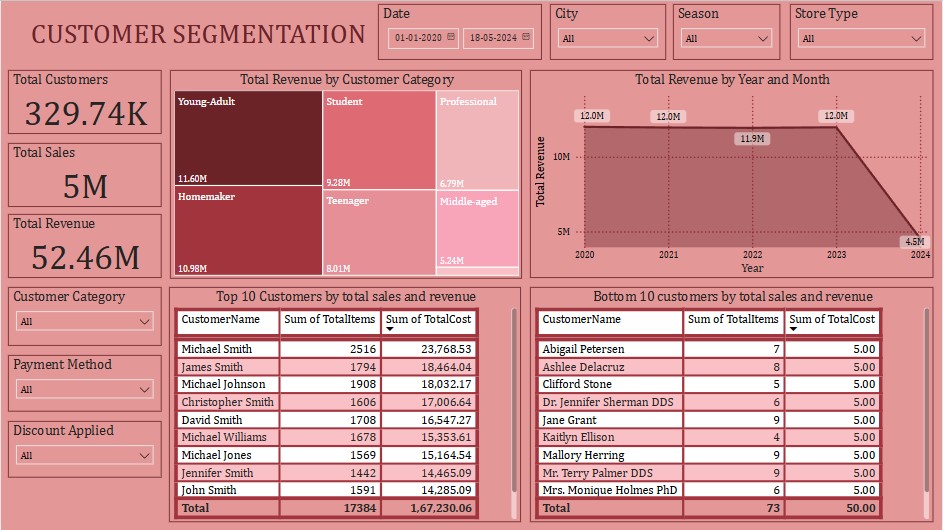 CUSTOMER SEGMENTATION
Date
01-01-2020
18-05-2024
City
All
Season
All
Store Type
All
Total Customers
329.74K
Total Sales
5M
Total Revenue
52.46M
Customer Category
All
Payment Method
All
Discount Applied
All
Total Revenue by Customer Category
Young-Adult
11.60M
Homemaker
10.98M
Student
9.28M
Teenager
8.01M
Professional
6.79M
Middle-aged
5.24M
Total Revenue by Year and Month
Total Revenue
10M
5M
12.0M
12.0M
11.9M
12.0M
4.5M
2020 2021 2022 2023 2024
Year
Top 10 Customers by total sales and revenue
CustomerName Sum of TotalItems Sum of TotalCost
Michael Smith 2516 23,768.53
James Smith 1794 18,464.04
Michael Johnson 1908 18,032.17
Christopher Smith 1606 17,006.64
David Smith 1708 16,547.27
Michael Williams 1678 15,353.61
Michael Jones 1569 15,164.54
Jennifer Smith 1442 14,465.09
John Smith 1591 14,285.09
Total 17384 1,67,230.06
Bottom 10 customers by total sales and revenue
CustomerName Sum of TotalItems Sum of TotalCost
Abigail Petersen 7 5.00
Ashlee Delacruz 8 5.00
Clifford Stone 5 5.00
Dr. Jennifer Sherman DDS 6 5.00
Jane Grant 9 5.00
Kaitlyn Ellison 4 5.00
Mallory Herring 9 5.00
Mr. Terry Palmer DDS 9 5.00
Mrs. Monique Holmes PhD 6 5.00
Total 73 50.00